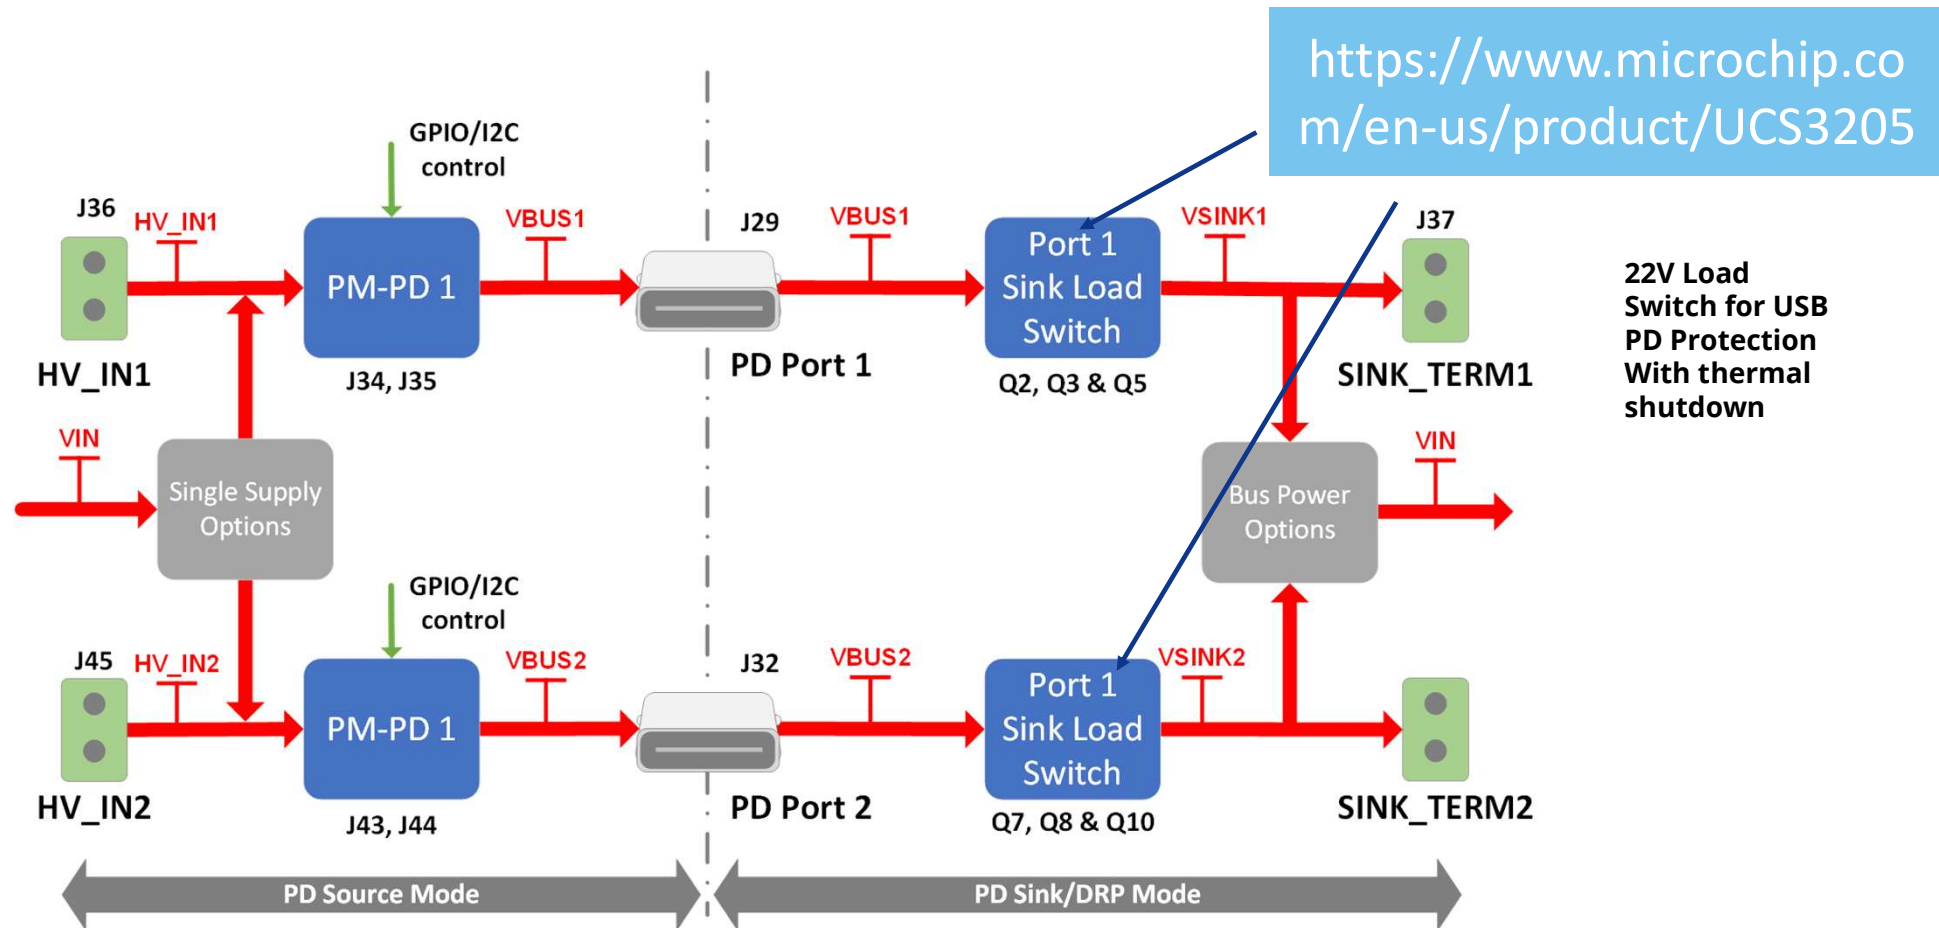 https://www.microchip.co
m/en-us/product/UCS3205
GPIO/I2C
control
J36
HV_IN1
VBUS1
J29
VBUS1
VSINK1
J37
PM-PD 1
Port 1
Sink Load
Switch
22V Load
Switch for USB
PD Protection
With thermal
shutdown
HV_IN1
J34, J35
PD Port 1
Q2, Q3 & Q5
SINK_TERM1
VIN
Single Supply
Options
Bus Power
Options
VIN
GPIO/I2C
control
J45
HV_IN2
VBUS2
J32
VBUS2
VSINK2
PM-PD 1
Port 1
Sink Load
Switch
HV_IN2
J43, J44
PD Port 2
Q7, Q8 & Q10
SINK_TERM2
PD Source Mode
PD Sink/DRP Mode